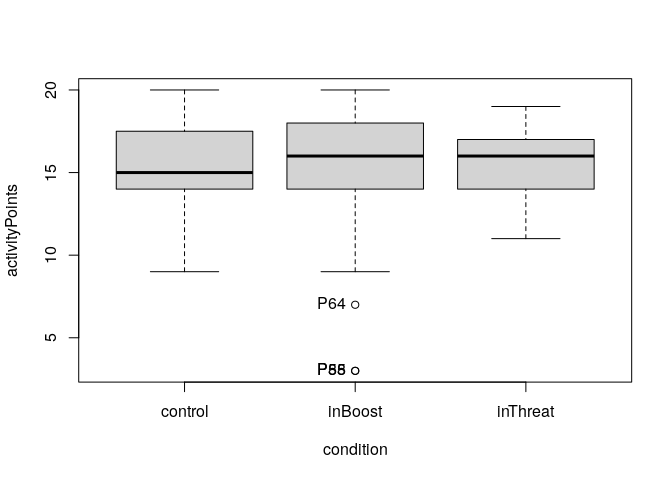 activityPoints
20
15
10
5
P64
control
inBoost
inThreat
condition